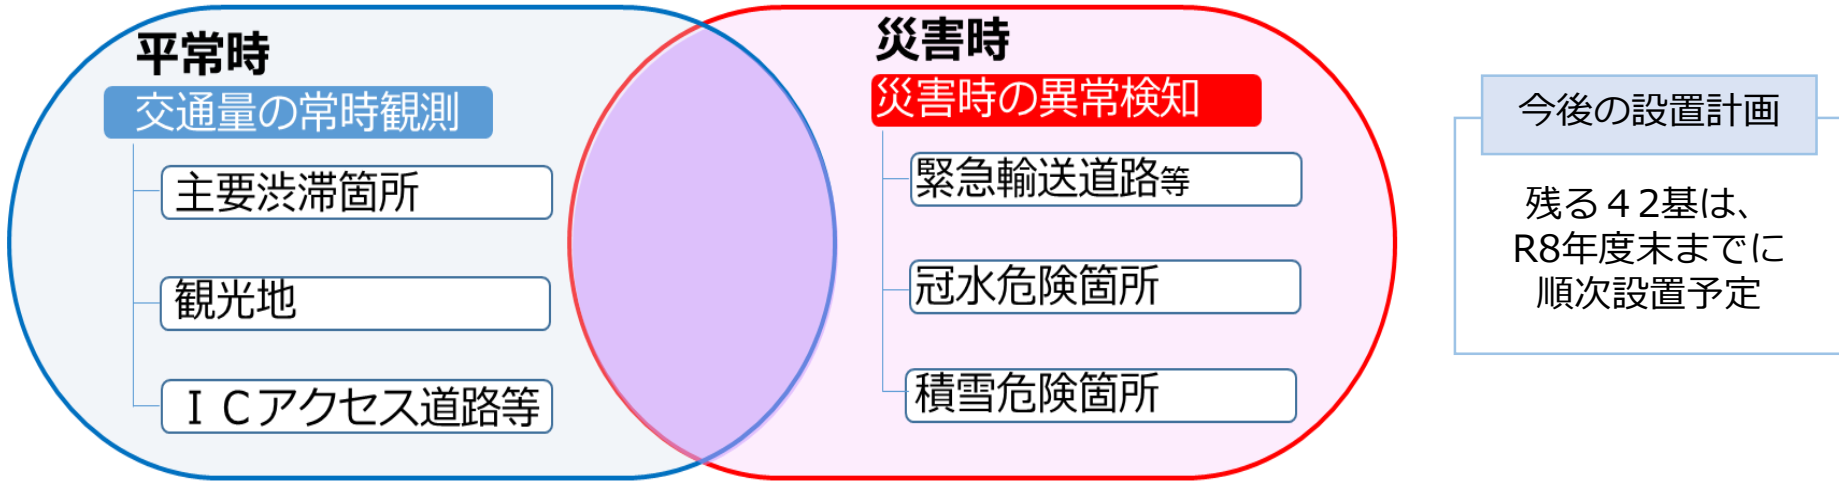 平常時
交通量の常時観測
主要渋滞箇所
観光地
ＩＣアクセス道路等
災害時
災害時の異常検知
緊急輸送道路等
冠水危険箇所
積雪危険箇所
今後の設置計画
残る４2基は、
R8年度末までに
順次設置予定